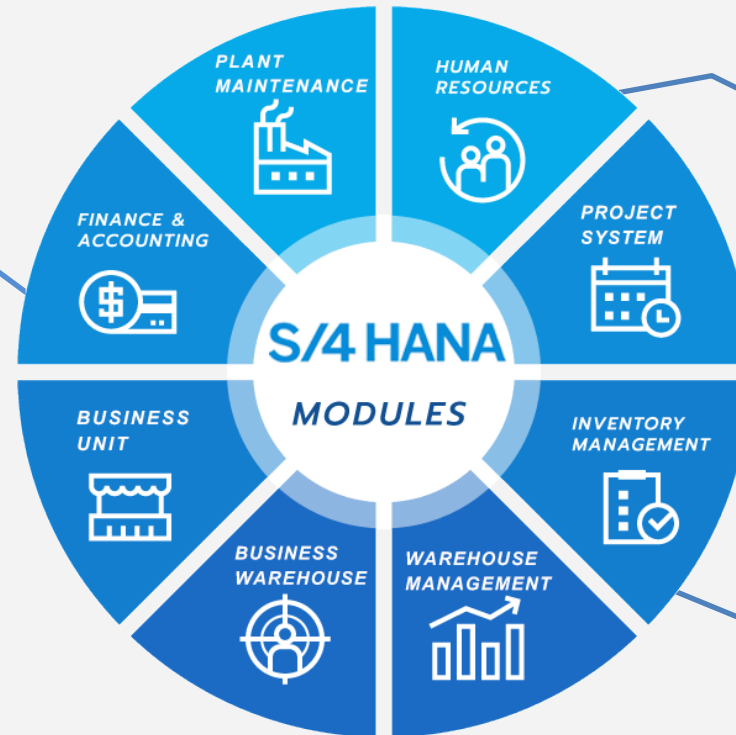 PLANT
MAINTENANCE
HUMAN
RESOURCES
FINANCE &
ACCOUNTING
PROJECT
SYSTEM
S/4 HANA
MODULES
BUSINESS
UNIT
INVENTORY
MANAGEMENT
BUSINESS
WAREHOUSE
WAREHOUSE
MANAGEMENT